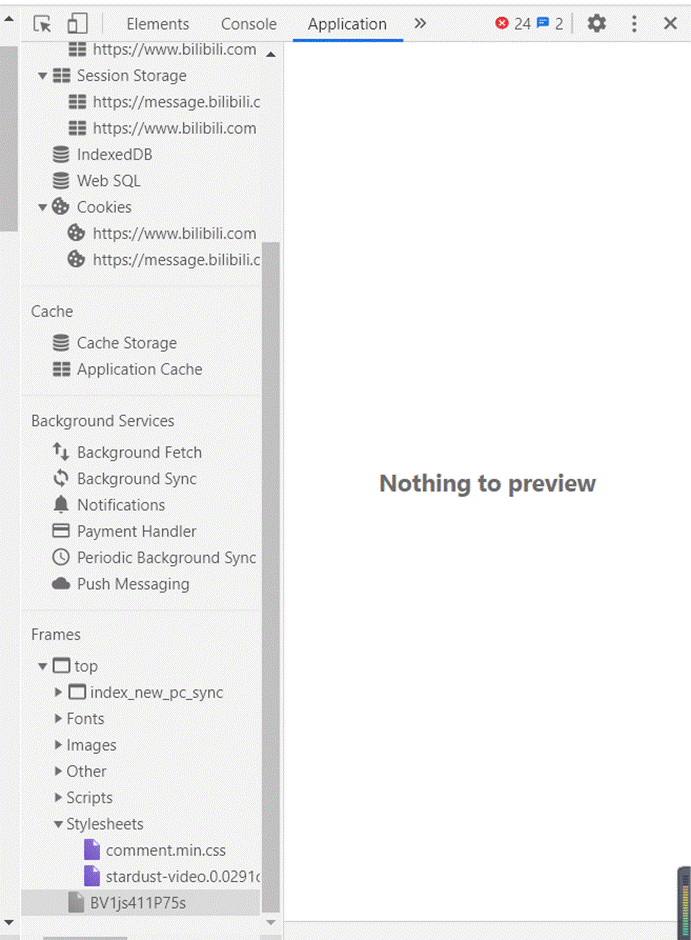 Elements Console Application 24 2
https://www.bilibili.com
Session Storage
https://message.bilibili.c
https://www.bilibili.com
IndexedDB
Web SQL
Cookies
https://www.bilibili.com
https://message.bilibili.c
Cache
Cache Storage
Application Cache
Background Services
Background Fetch
Background Sync
Notifications
Payment Handler
Periodic Background Sync
Push Messaging
Frames
top
index_new_pc_sync
Fonts
Images
Other
Scripts
Stylesheets
comment.min.css
stardust-video.0.0291c
BV1js411P75s
Nothing to preview